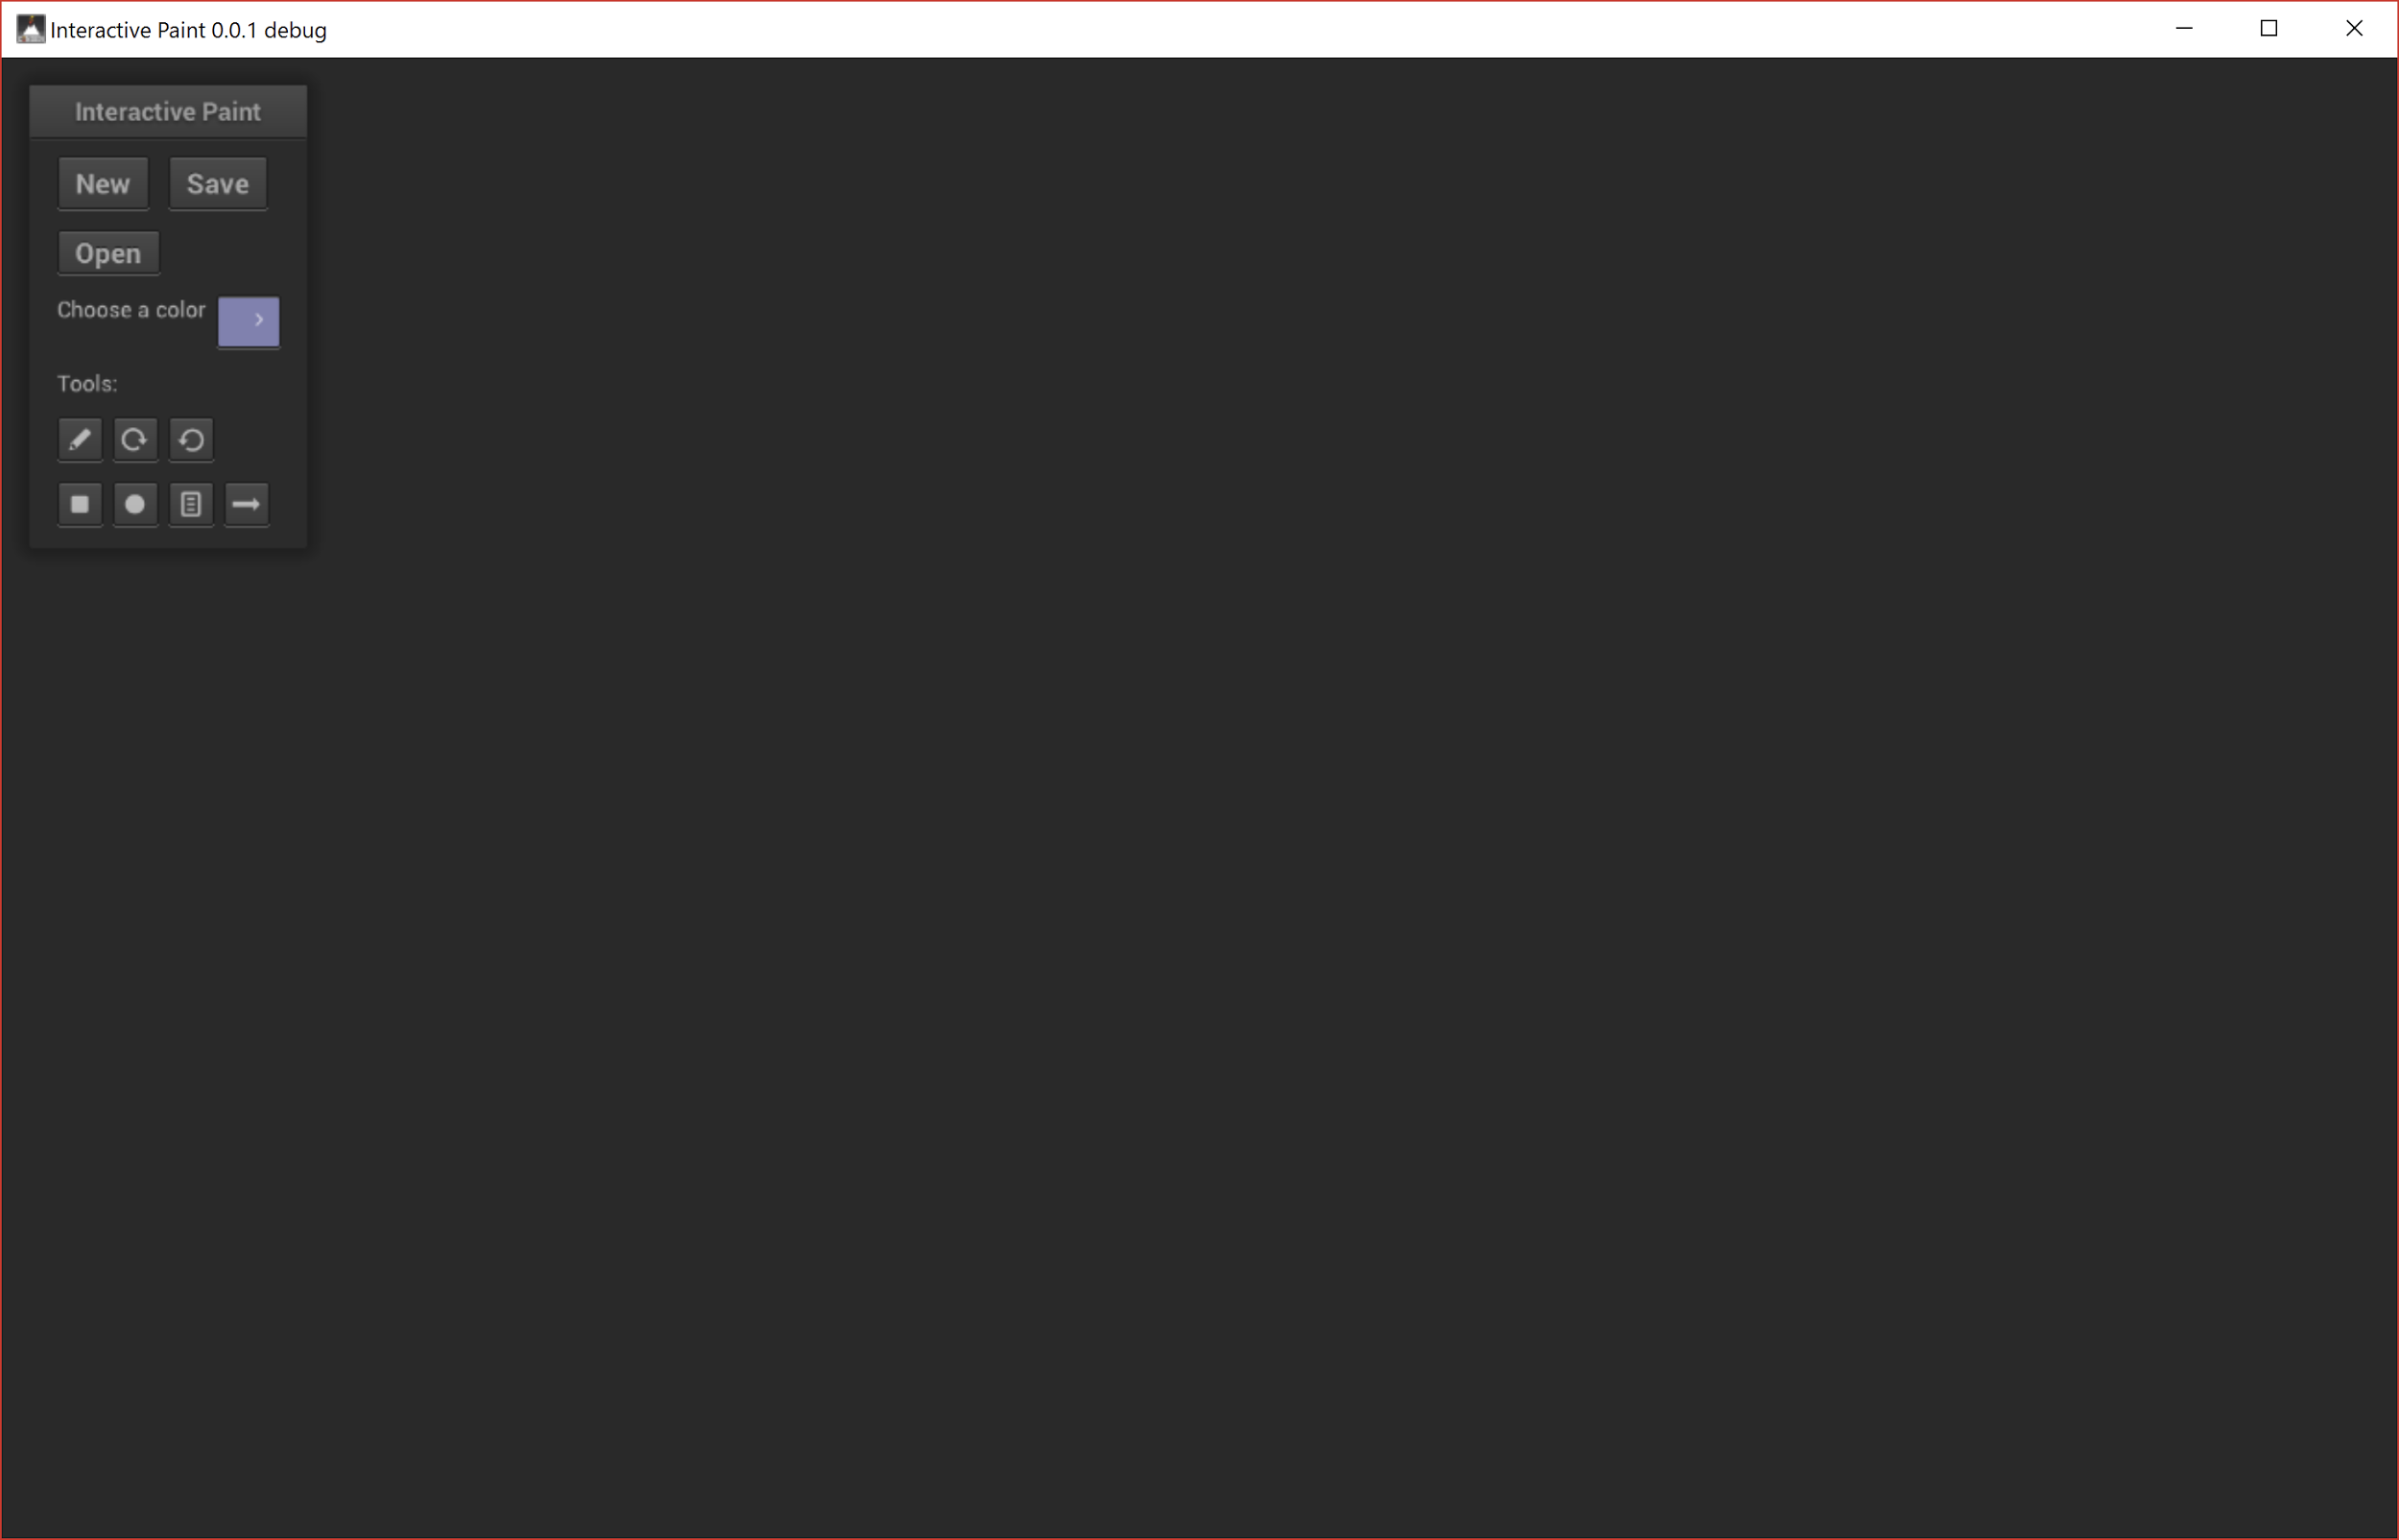 Interactive Paint 0.0.1 debug
Interactive Paint
New Save
Open
Choose a color
Tools: